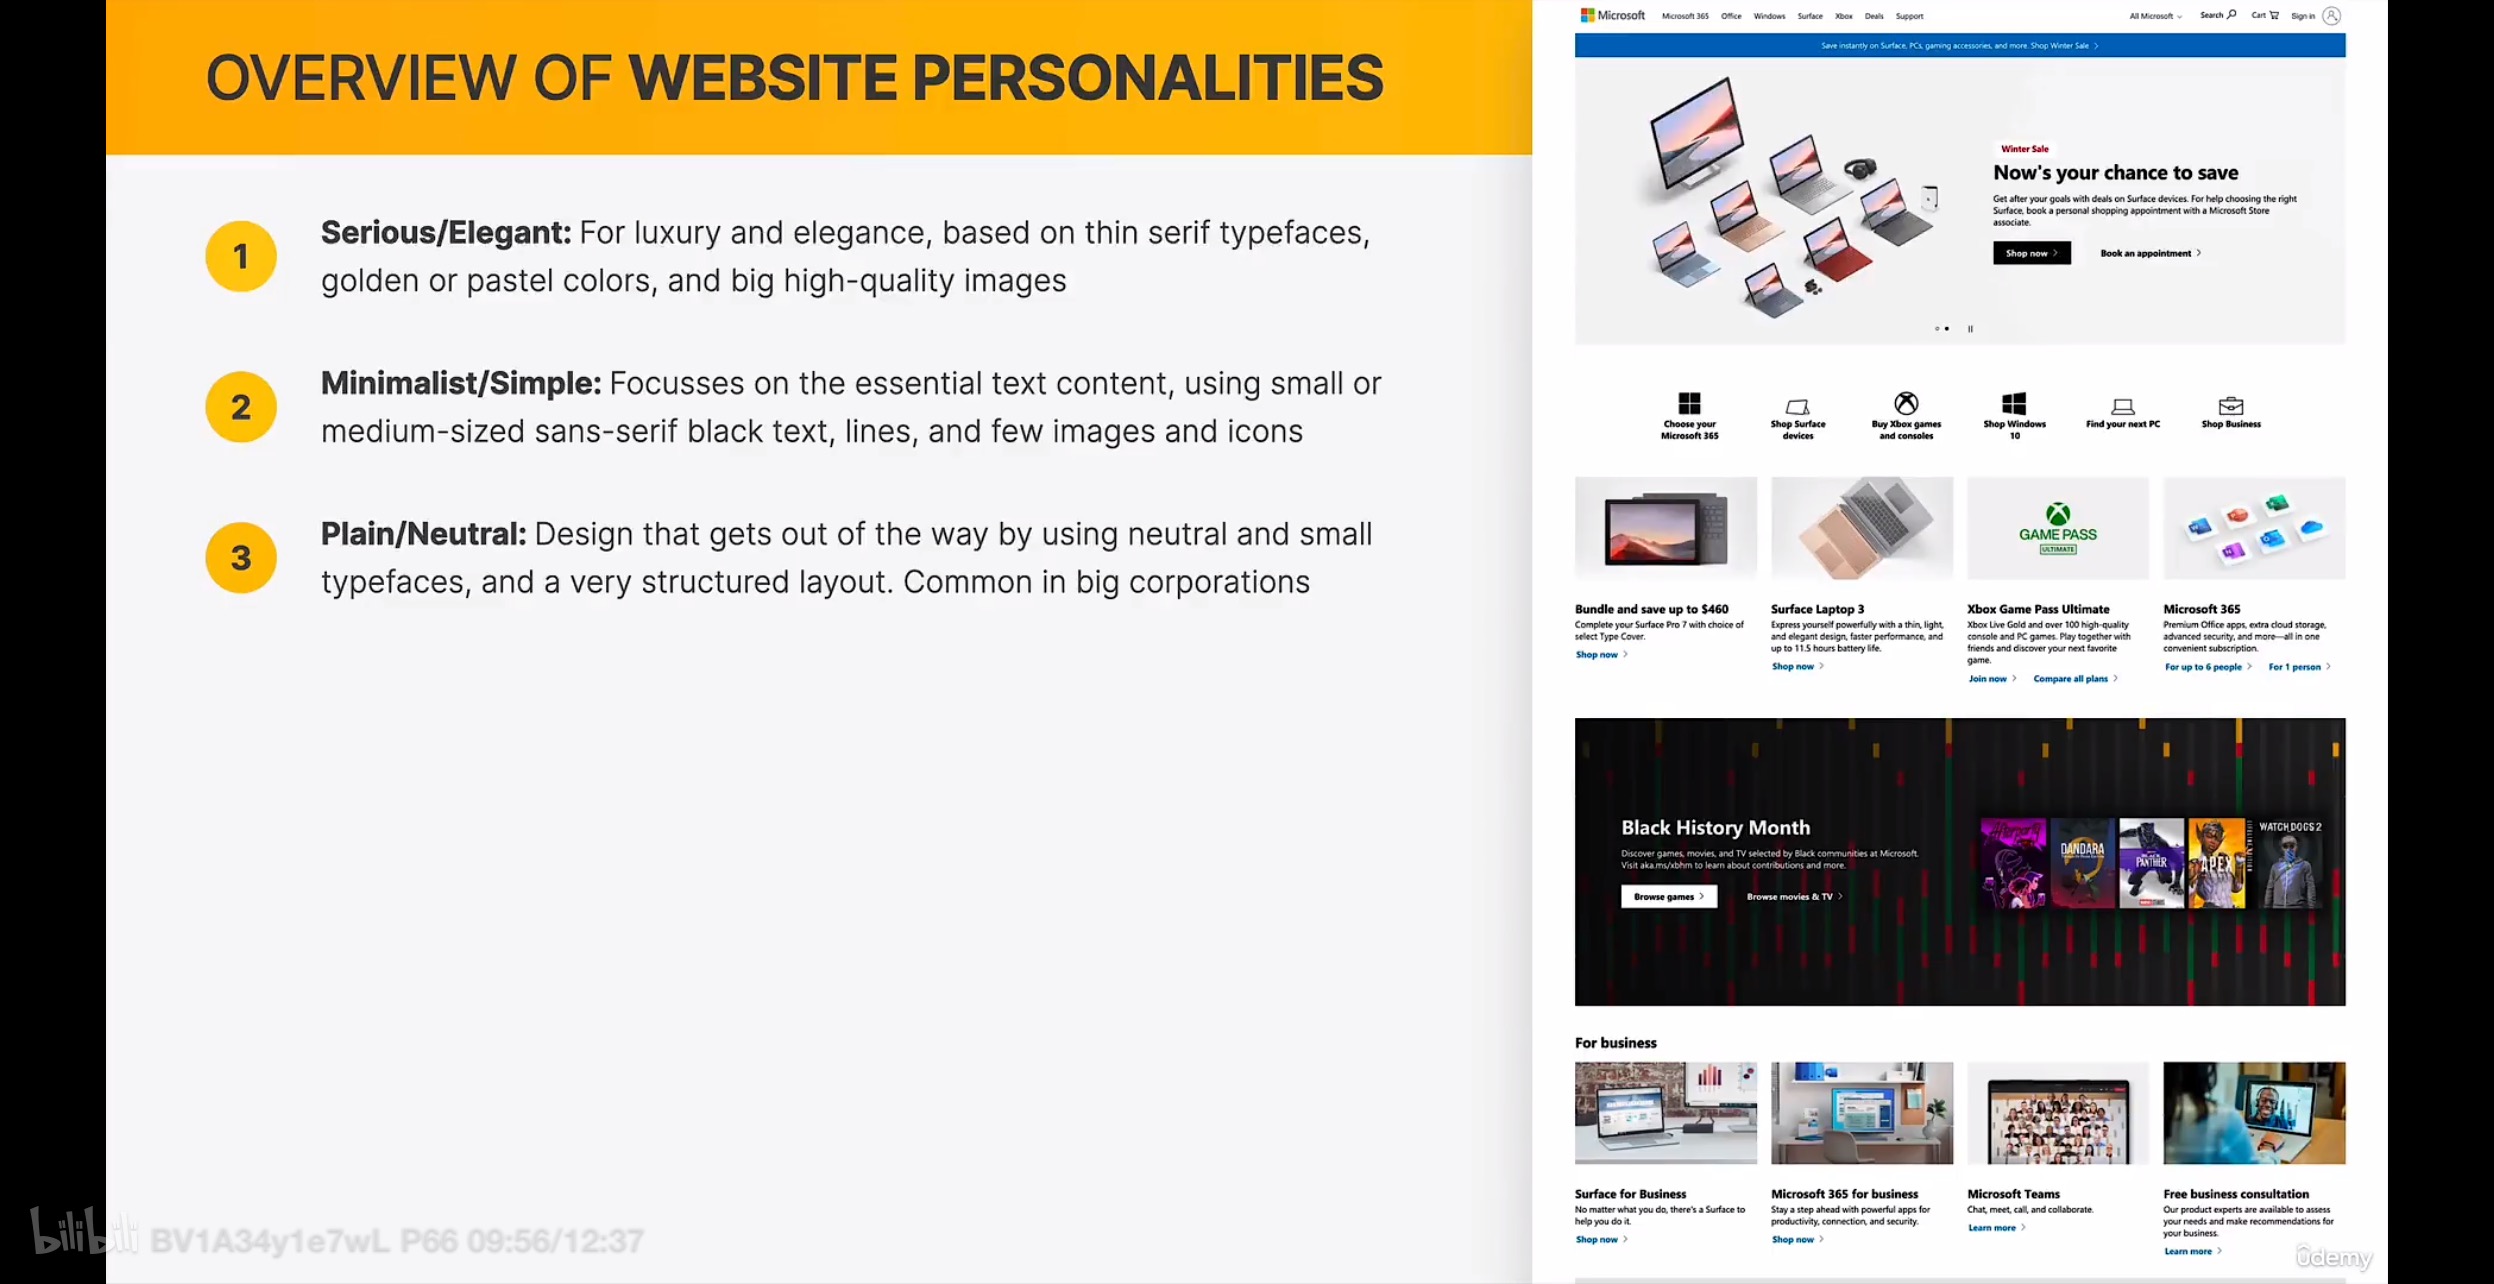 OVERVIEW OF WEBSITE PERSONALITIES
1
Serious/Elegant: For luxury and elegance, based on thin serif typefaces,
golden or pastel colors, and big high-quality images
2
Minimalist/Simple: Focusses on the essential text content, using small or
medium-sized sans-serif black text, lines, and few images and icons
3
Plain/Neutral: Design that gets out of the way by using neutral and small
typefaces, and a very structured layout. Common in big corporations
Microsoft Microsoft 365 Office Windows Surface Xbox Deals Support All Microsoft Search Cart Sign in
Save instantly on Surface, PCs, gaming accessories, and more. Shop Winter Sale
Winter Sale
Now's your chance to save
Get after your goals with deals on Surface devices. For help choosing the right
Surface, book a personal shopping appointment with a Microsoft Store
associate.
Shop now Book an appointment
Choose your
Microsoft 365
Shop Surface
devices
Buy Xbox games
and consoles
Shop Windows
10
Find your next PC
Shop Business
GAME PASS
ULTIMATE
Bundle and save up to $460
Complete your Surface Pro 7 with choice of
select Type Cover.
Shop now
Surface Laptop 3
Express yourself powerfully with a thin, light,
and elegant design, faster performance, and
up to 11.5 hours battery life.
Shop now
Xbox Game Pass Ultimate
Xbox Live Gold and over 100 high-quality
console and PC games. Play together with
friends and discover your next favorite
game.
Join now Compare all plans
Microsoft 365
Premium Office apps, extra cloud storage,
advanced security, and more—all in one
convenient subscription.
For up to 6 people For 1 person
Black History Month
Discover games, movies, and TV selected by Black communities at Microsoft.
Visit aka.ms/xbhm to learn about contributions and more.
Browse games Browse movies & TV
DANDARA
PANTHER
APEX
WATCH DOGS 2
For business
Surface for Business
No matter what you do, there's a Surface to
help you do it.
Shop now
Microsoft 365 for business
Stay a step ahead with powerful apps for
productivity, connection, and security.
Shop now
Microsoft Teams
Chat, meet, call, and collaborate.
Learn more
Free business consultation
Our product experts are available to assess
your needs and make recommendations for
your business.
Learn more
bilibili BV1A34y1e7wL P66 09:56/12:37
ûdemy